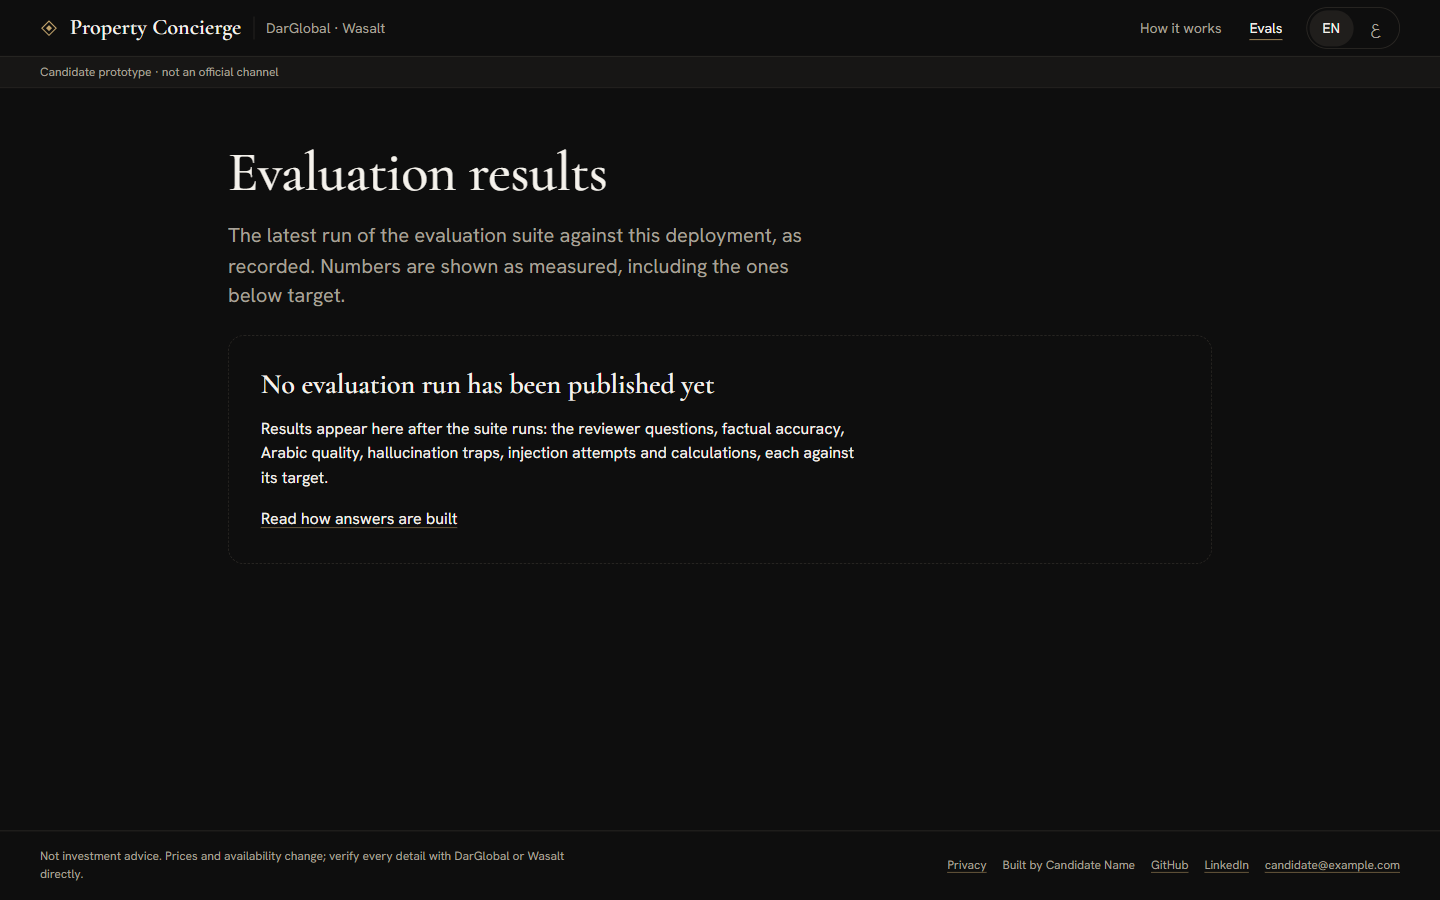 Property Concierge
DarGlobal · Wasalt
How it works
Evals
EN
ع
Candidate prototype · not an official channel
Evaluation results
The latest run of the evaluation suite against this deployment, as
recorded. Numbers are shown as measured, including the ones
below target.
No evaluation run has been published yet
Results appear here after the suite runs: the reviewer questions, factual accuracy,
Arabic quality, hallucination traps, injection attempts and calculations, each against
its target.
Read how answers are built
Not investment advice. Prices and availability change; verify every detail with DarGlobal or Wasalt
directly.
Privacy
Built by Candidate Name
GitHub
LinkedIn
candidate@example.com